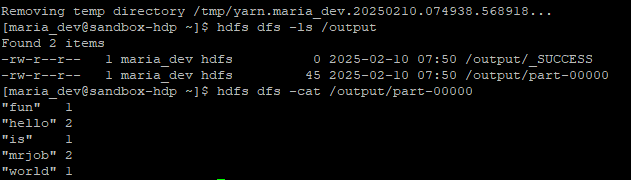 Removing temp directory /tmp/yarn.maria_dev.20250210.074938.568918...
[maria_dev@sandbox-hdp ~]$ hdfs dfs -ls /output
Found 2 items
-rw-r--r--   1 maria_dev hdfs          0 2025-02-10 07:50 /output/_SUCCESS
-rw-r--r--   1 maria_dev hdfs         45 2025-02-10 07:50 /output/part-00000
[maria_dev@sandbox-hdp ~]$ hdfs dfs -cat /output/part-00000
"fun"   1
"hello" 2
"is"    1
"mrjob" 2
"world" 1